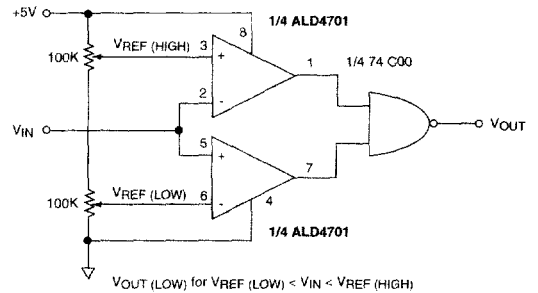 +5V
1/4 ALD4701
8
100K
VREF (HIGH)
3
+
1
1/4 74 C00
2
-
VIN
VOUT
5
+
7
100K
VREF (LOW)
6
-
4
1/4 ALD4701
VOUT (LOW) for VREF (LOW) < VIN < VREF (HIGH)